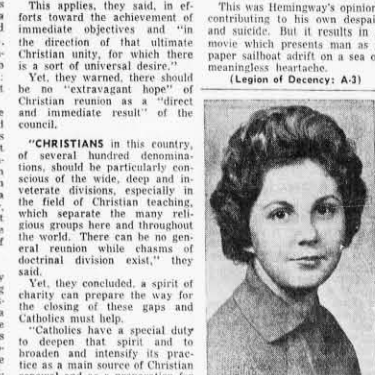 This applies, they said, in ef-
forts toward the achievement of
immediate objectives and "in
the direction of that ultimate
Christian unity, for which there
is a sort of universal desire."
Yet, they warned, there should
be no "extravagant hope" of
Christian reunion as a "direct
and immediate result" of the
council.
"CHRISTIANS in this country,
of several hundred denomina-
tions, should be particularly con-
scious of the wide, deep and in-
veterate divisions, especially in
the field of Christian teaching,
which separate the many reli-
gious groups here and throughout
the world. There can be no gen-
eral reunion while chasms of
doctrinal division exist," they
said.
Yet, they concluded, a spirit of
charity can prepare the way for
the closing of these gaps and
Catholics must help.
"Catholics have a special duty
to deepen that spirit and to
broaden and intensify its prac-
tice as a main source of Christian
This was Hemingway's opinion
contributing to his own despai
and suicide. But it results in
movie which presents man as
paper sailboat adrift on a sea o
meaningless heartache.
(Legion of Decency: A-3)